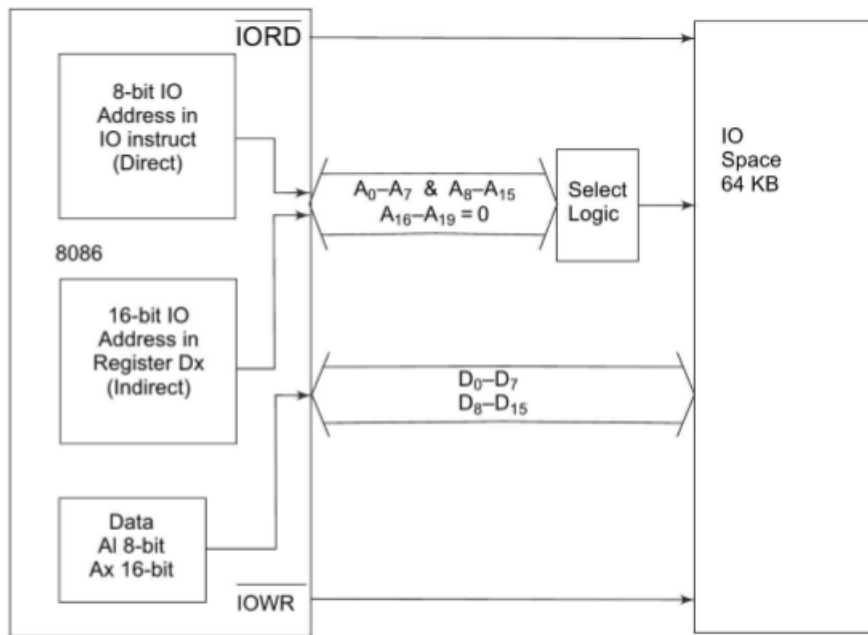 IORD
8-bit IO
Address in
IO instruct
(Direct)
A₀–A₇ & A₈–A₁₅
A₁₆–A₁₉ = 0
Select
Logic
IO
Space
64 KB
8086
16-bit IO
Address in
Register Dx
(Indirect)
D₀–D₇
D₈–D₁₅
Data
Al 8-bit
Ax 16-bit
IOWR